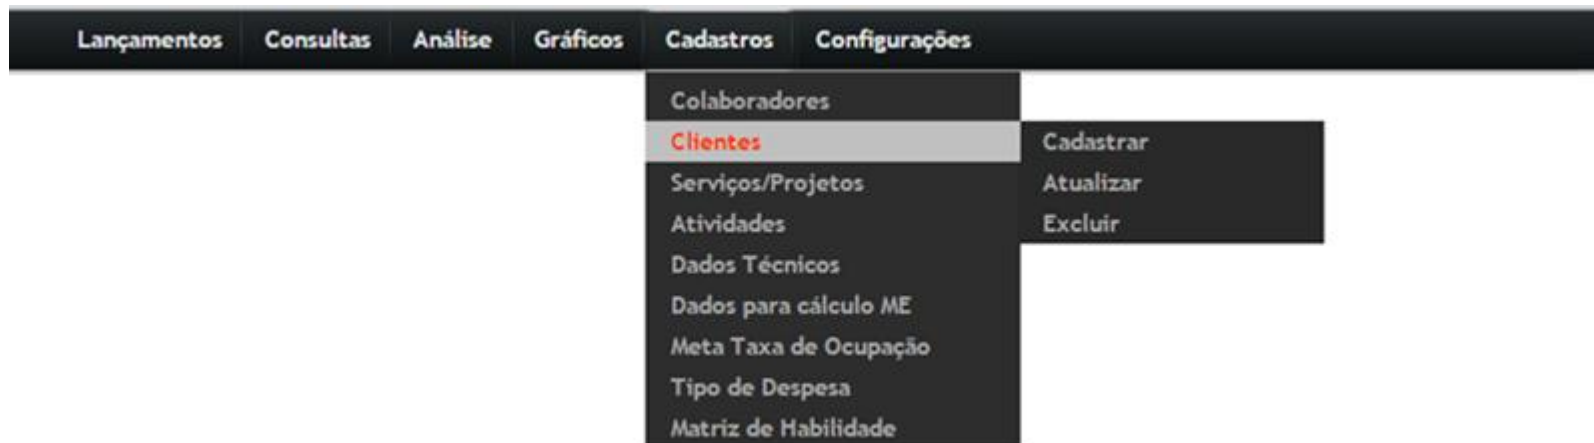 Lançamentos Consultas Análise Gráficos Cadastros Configurações
Colaboradores
Clientes
Serviços/Projetos
Atividades
Dados Técnicos
Dados para cálculo ME
Meta Taxa de Ocupação
Tipo de Despesa
Matriz de Habilidade
Cadastrar
Atualizar
Excluir